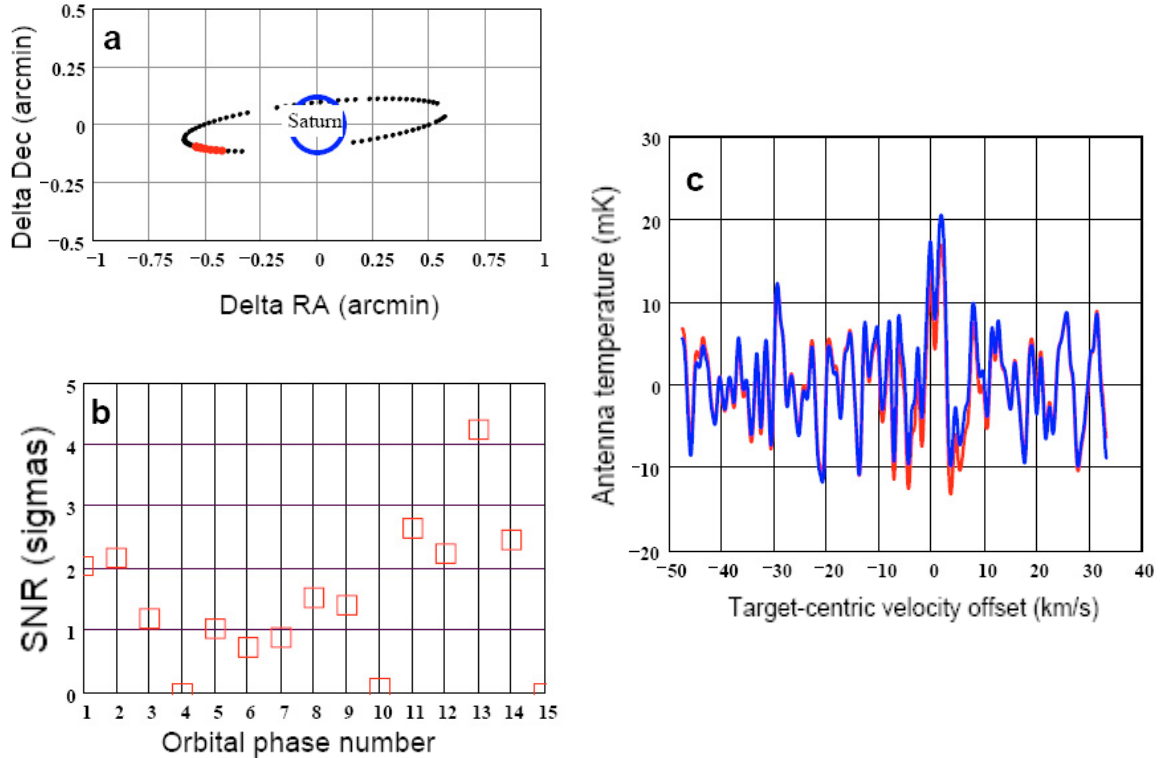 a
Delta Dec (arcmin)
0.5
0.25
0
−0.25
−0.5
Saturn
−1 −0.75 −0.5 −0.25 0 0.25 0.5 0.75 1
Delta RA (arcmin)
b
SNR (sigmas)
5
4
3
2
1
0
1 2 3 4 5 6 7 8 9 10 11 12 13 14 15
Orbital phase number
c
Antenna temperature (mK)
30
20
10
0
−10
−20
−50 −40 −30 −20 −10 0 10 20 30 40
Target-centric velocity offset (km/s)